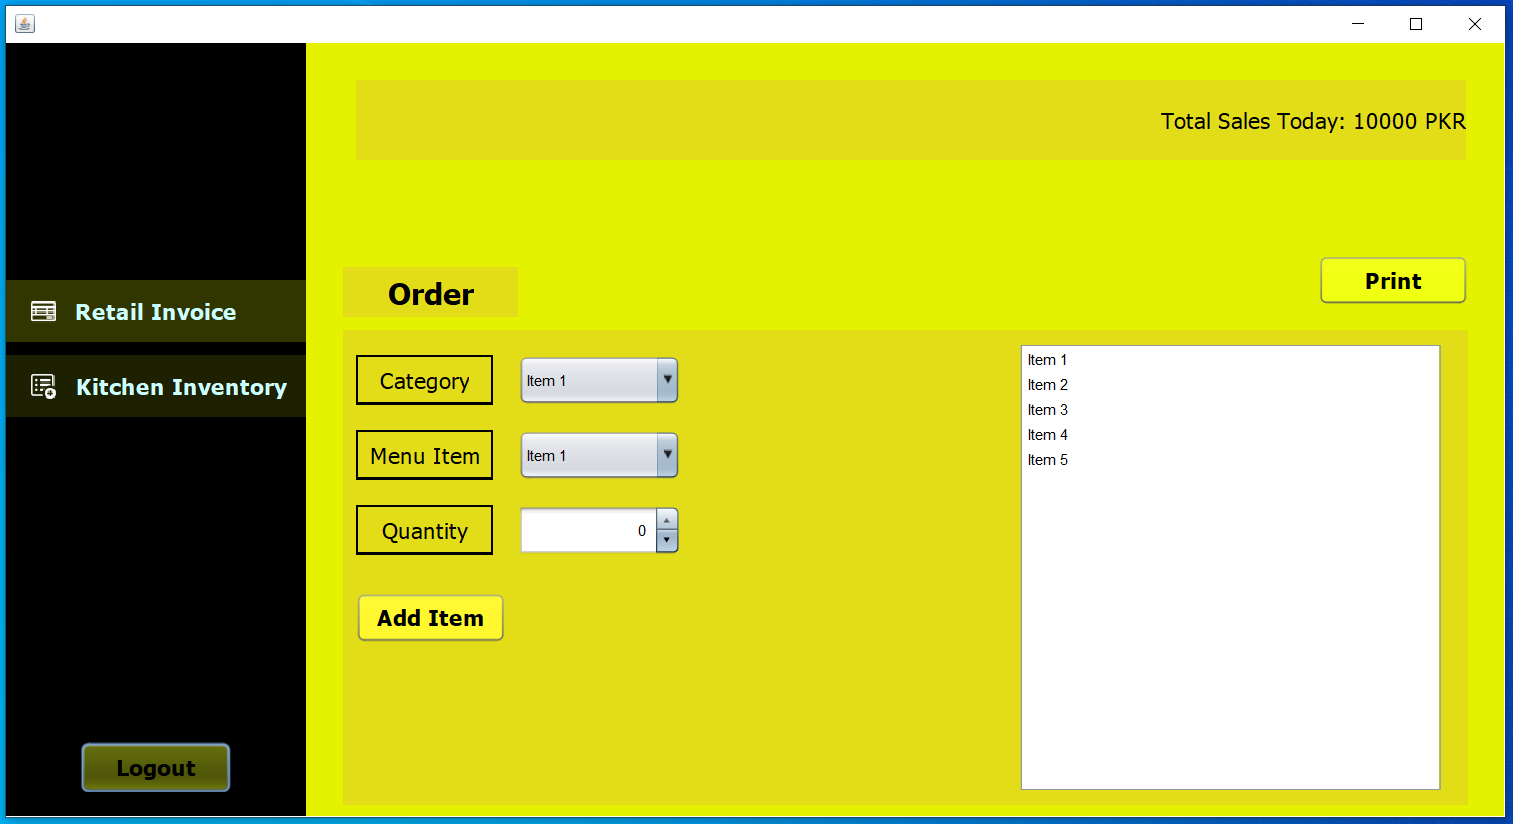 Total Sales Today: 10000 PKR
Order
Print
Retail Invoice
Kitchen Inventory
Category
Item 1
Menu Item
Item 1
Quantity
0
Add Item
Item 1
Item 2
Item 3
Item 4
Item 5
Logout